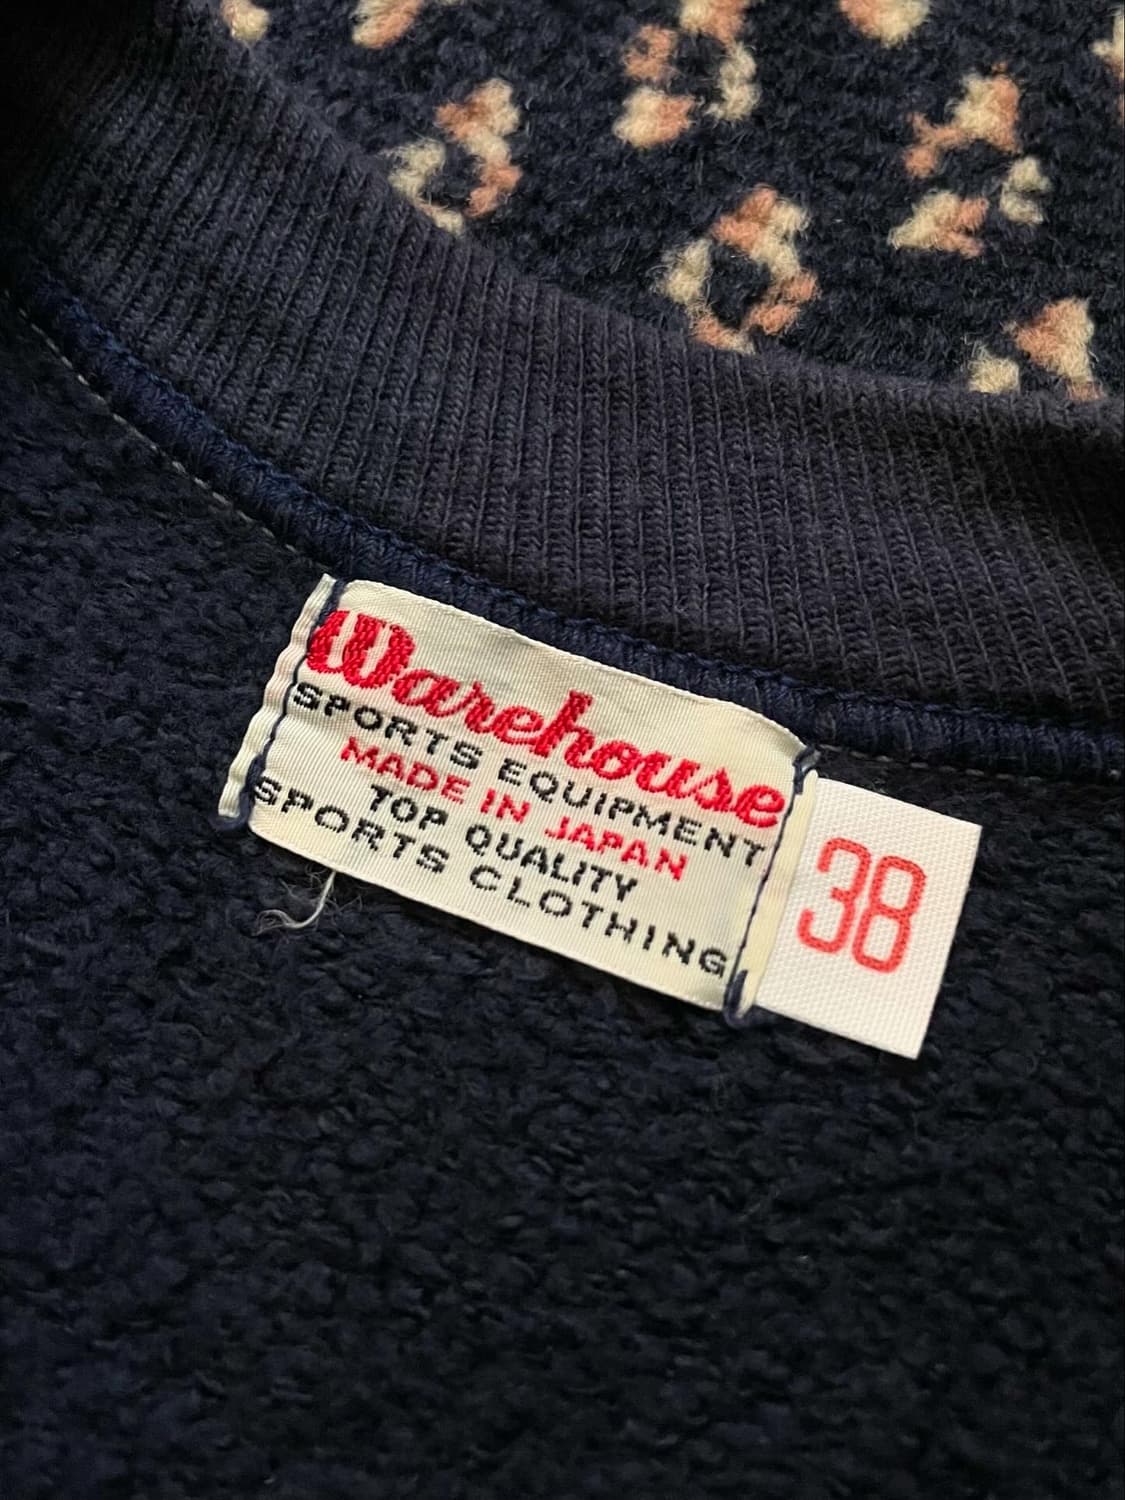 Warehouse
SPORTS EQUIPMENT
MADE IN JAPAN
TOP QUALITY
SPORTS CLOTHING
38